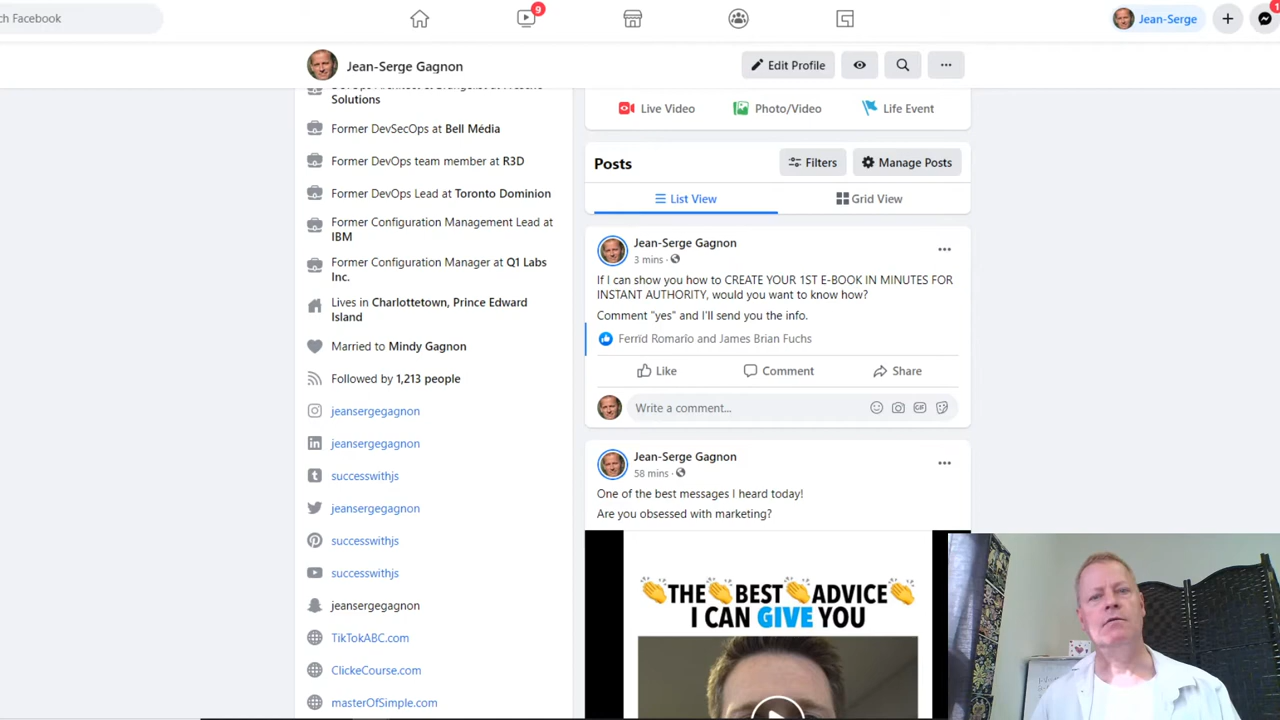 ch Facebook
9
Jean-Serge
1
Jean-Serge Gagnon
Edit Profile
Solutions
Former DevSecOps at Bell Média
Former DevOps team member at R3D
Former DevOps Lead at Toronto Dominion
Former Configuration Management Lead at
IBM
Former Configuration Manager at Q1 Labs
Inc.
Lives in Charlottetown, Prince Edward
Island
Married to Mindy Gagnon
Followed by 1,213 people
jeansergegagnon
jeansergegagnon
successwithjs
jeansergegagnon
successwithjs
successwithjs
jeansergegagnon
TikTokABC.com
ClickeCourse.com
masterOfSimple.com
Live Video
Photo/Video
Life Event
Posts
Filters
Manage Posts
List View
Grid View
Jean-Serge Gagnon
3 mins ·
If I can show you how to CREATE YOUR 1ST E-BOOK IN MINUTES FOR
INSTANT AUTHORITY, would you want to know how?
Comment "yes" and I'll send you the info.
Ferrïd Romarïo and James Brian Fuchs
Like
Comment
Share
Write a comment...
GIF
Jean-Serge Gagnon
58 mins ·
One of the best messages I heard today!
Are you obsessed with marketing?
THE BEST ADVICE
I CAN GIVE YOU